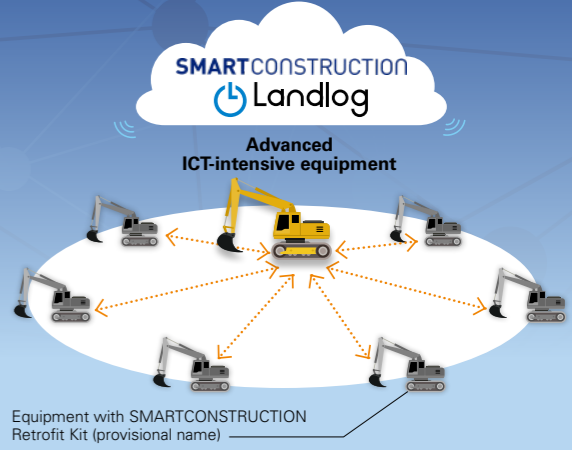 SMARTCONSTRUCTION
Landlog
Advanced
ICT-intensive equipment
Equipment with SMARTCONSTRUCTION
Retrofit Kit (provisional name)